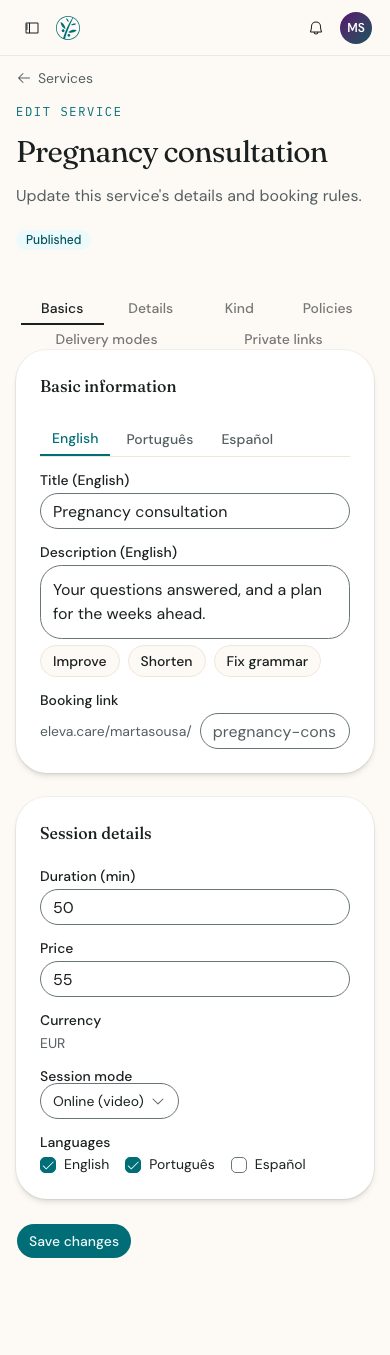 MS
Services
EDIT SERVICE
Pregnancy consultation
Update this service's details and booking rules.
Published
Basics Details Kind Policies
Delivery modes Private links
Basic information
English Português Español
Title (English)
Pregnancy consultation
Description (English)
Your questions answered, and a plan
for the weeks ahead.
Improve Shorten Fix grammar
Booking link
eleva.care/martasousa/ pregnancy-cons
Session details
Duration (min)
50
Price
55
Currency
EUR
Session mode
Online (video)
Languages
English Português Español
Save changes